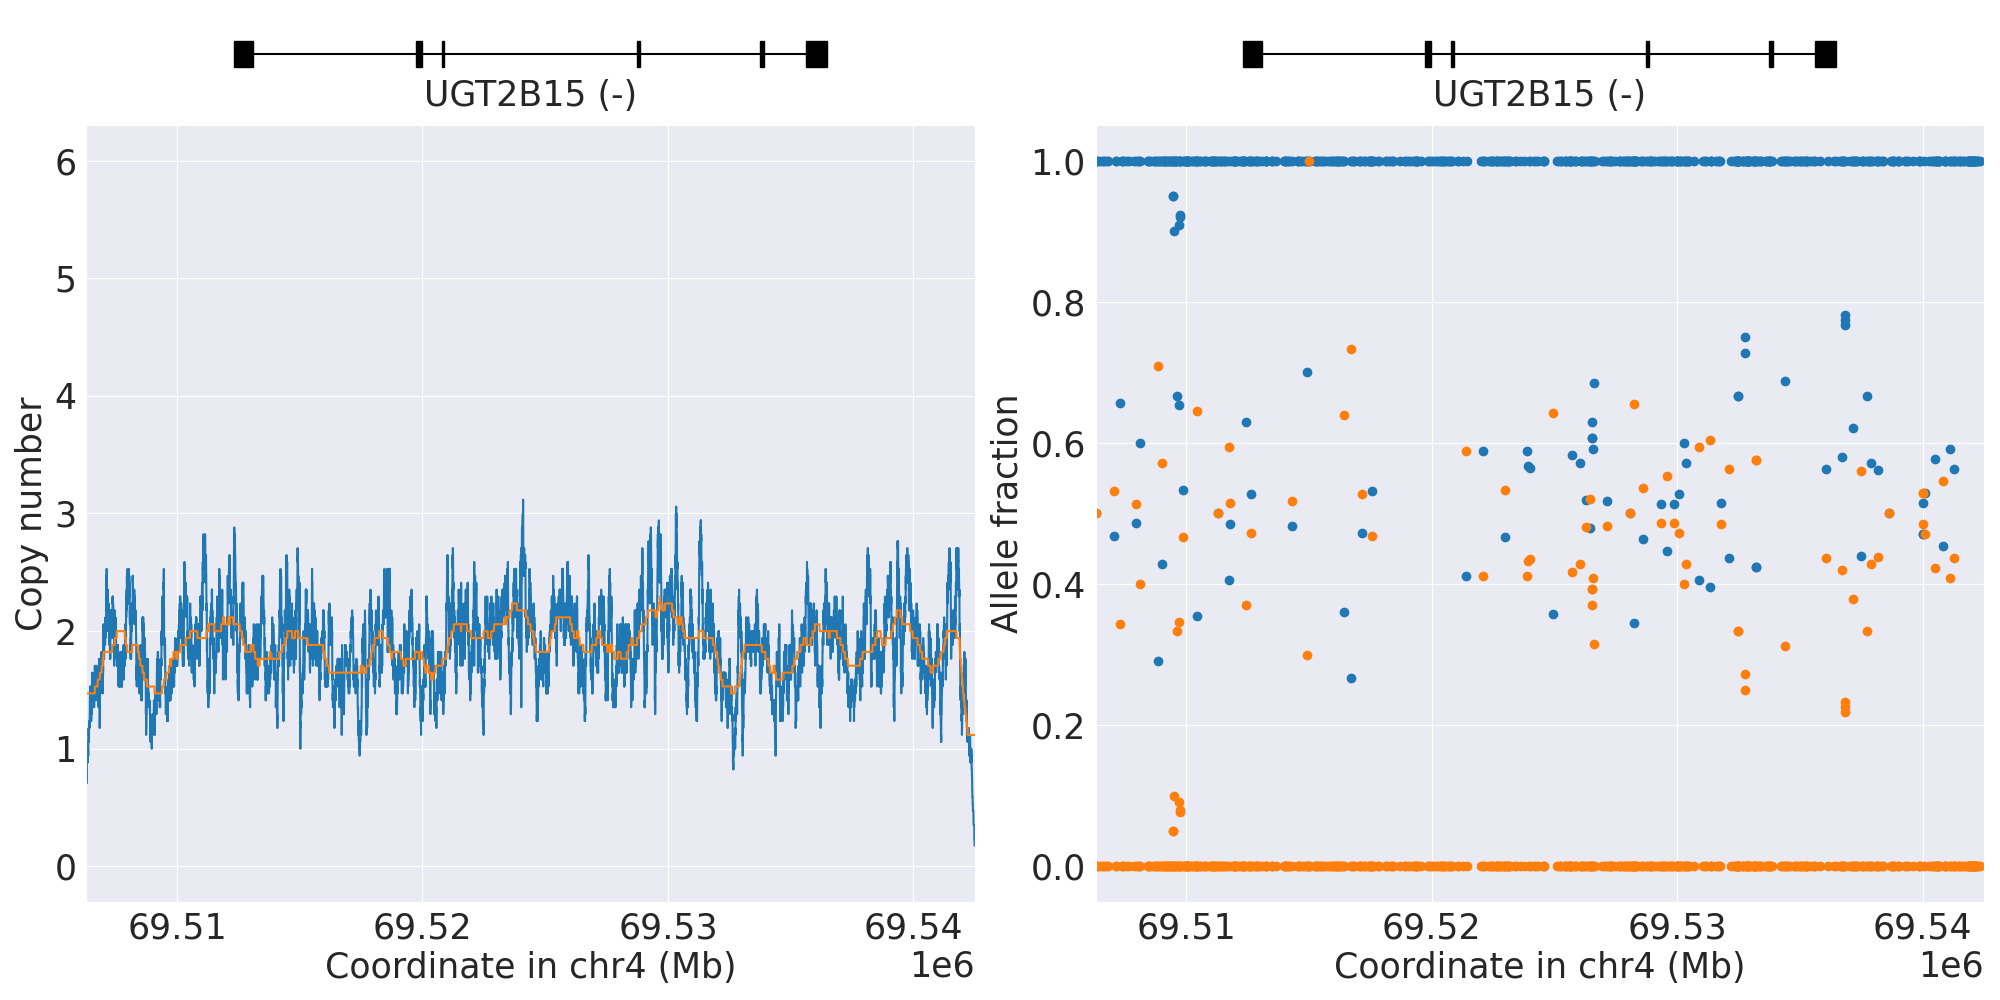 UGT2B15 (-)
Copy number
6
5
4
3
2
1
0
69.51 69.52 69.53 69.54
Coordinate in chr4 (Mb)
1e6
UGT2B15 (-)
Allele fraction
1.0
0.8
0.6
0.4
0.2
0.0
69.51 69.52 69.53 69.54
Coordinate in chr4 (Mb)
1e6